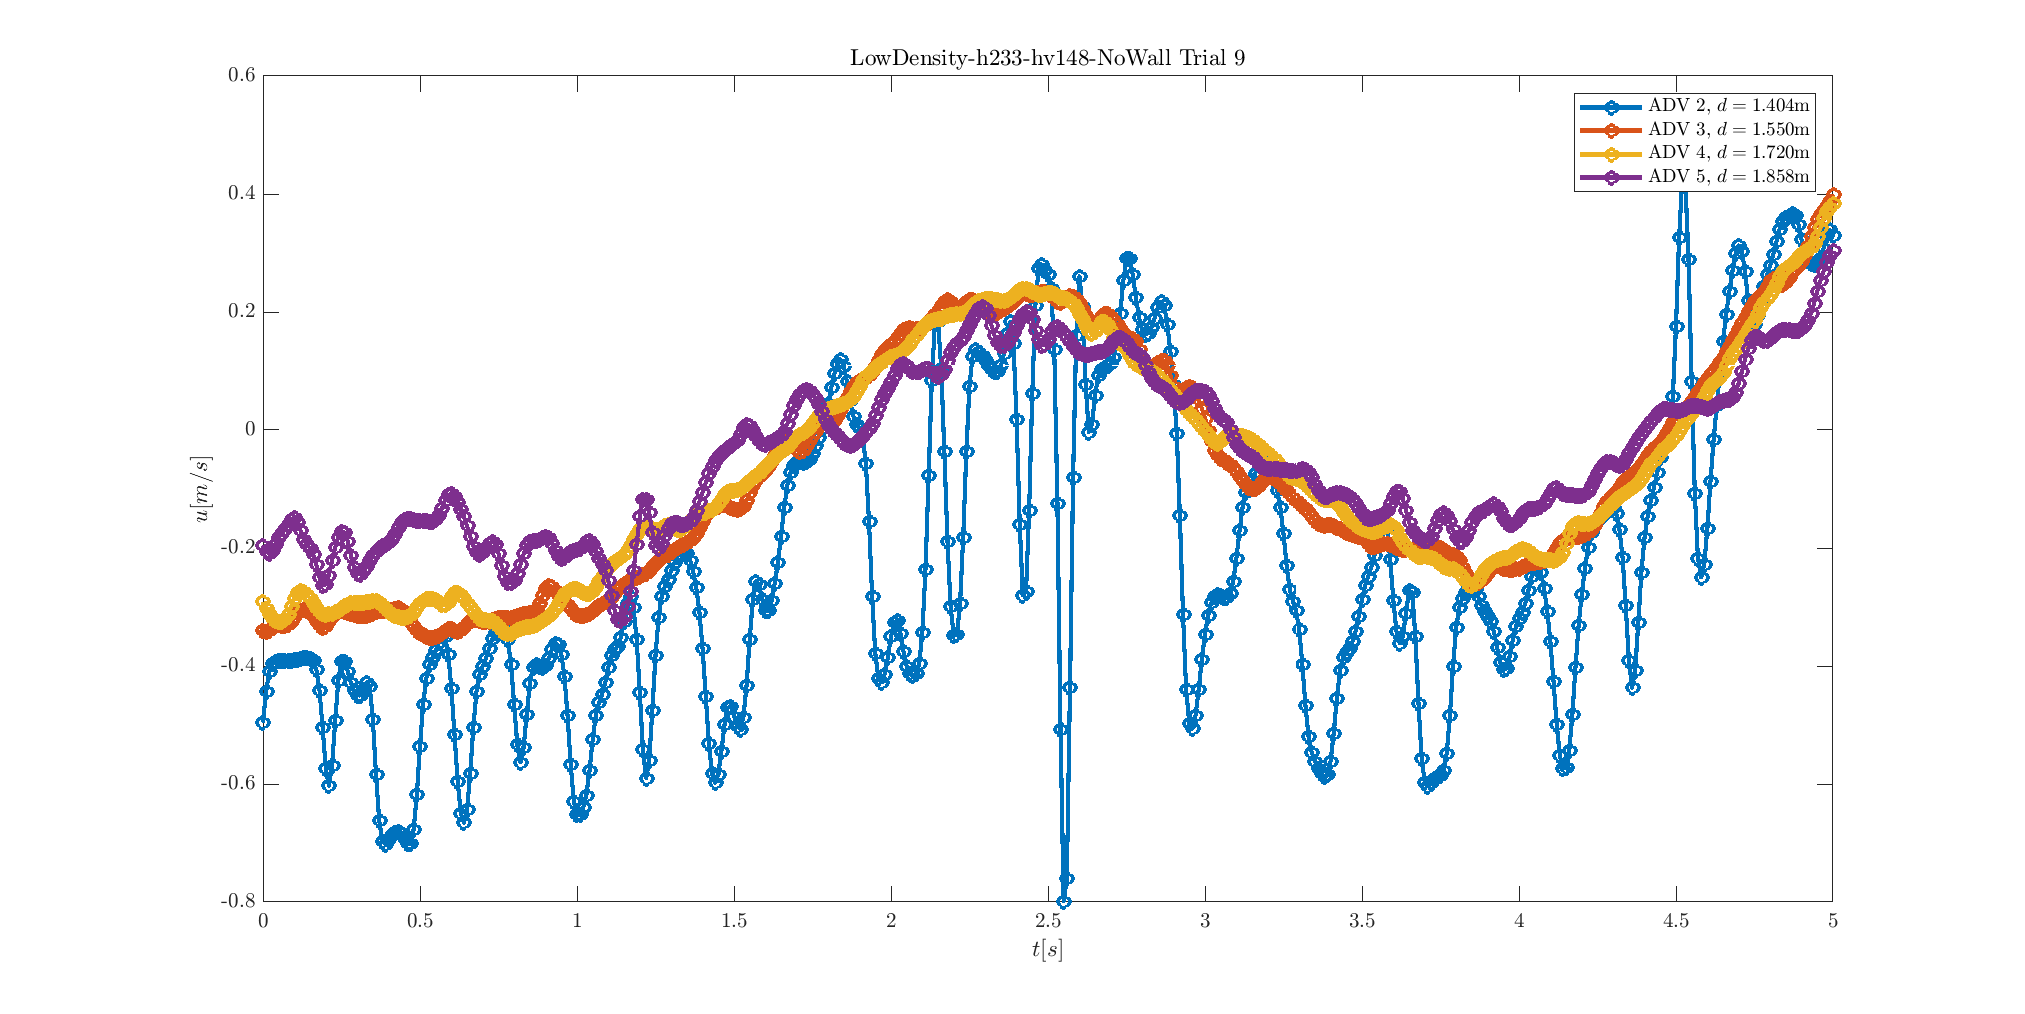 LowDensity-h233-hv148-NoWall Trial 9
0.6
0.4
0.2
0
-0.2
-0.4
-0.6
-0.8
u[m/s]
ADV 2, d = 1.404m
ADV 3, d = 1.550m
ADV 4, d = 1.720m
ADV 5, d = 1.858m
0 0.5 1 1.5 2 2.5 3 3.5 4 4.5 5
t[s]